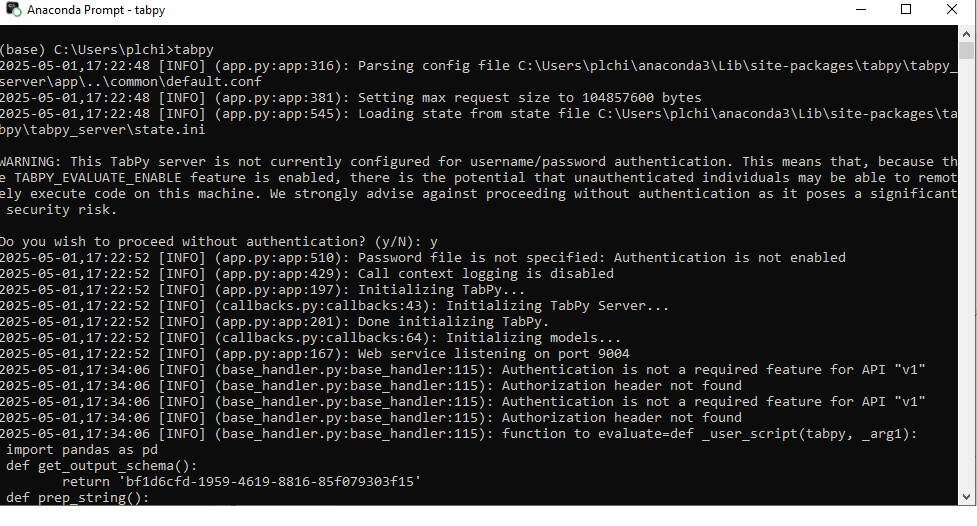 Anaconda Prompt - tabpy
(base) C:\Users\plchi>tabpy
2025-05-01,17:22:48 [INFO] (app.py:app:316): Parsing config file C:\Users\plchi\anaconda3\Lib\site-packages\tabpy\tabpy_
server\app\..\common\default.conf
2025-05-01,17:22:48 [INFO] (app.py:app:381): Setting max request size to 104857600 bytes
2025-05-01,17:22:48 [INFO] (app.py:app:545): Loading state from state file C:\Users\plchi\anaconda3\Lib\site-packages\ta
bpy\tabpy_server\state.ini
WARNING: This TabPy server is not currently configured for username/password authentication. This means that, because th
e TABPY_EVALUATE_ENABLE feature is enabled, there is the potential that unauthenticated individuals may be able to remot
ely execute code on this machine. We strongly advise against proceeding without authentication as it poses a significant
 security risk.
Do you wish to proceed without authentication? (y/N): y
2025-05-01,17:22:52 [INFO] (app.py:app:510): Password file is not specified: Authentication is not enabled
2025-05-01,17:22:52 [INFO] (app.py:app:429): Call context logging is disabled
2025-05-01,17:22:52 [INFO] (app.py:app:197): Initializing TabPy...
2025-05-01,17:22:52 [INFO] (callbacks.py:callbacks:43): Initializing TabPy Server...
2025-05-01,17:22:52 [INFO] (app.py:app:201): Done initializing TabPy.
2025-05-01,17:22:52 [INFO] (callbacks.py:callbacks:64): Initializing models...
2025-05-01,17:22:52 [INFO] (app.py:app:167): Web service listening on port 9004
2025-05-01,17:34:06 [INFO] (base_handler.py:base_handler:115): Authentication is not a required feature for API "v1"
2025-05-01,17:34:06 [INFO] (base_handler.py:base_handler:115): Authorization header not found
2025-05-01,17:34:06 [INFO] (base_handler.py:base_handler:115): Authentication is not a required feature for API "v1"
2025-05-01,17:34:06 [INFO] (base_handler.py:base_handler:115): Authorization header not found
2025-05-01,17:34:06 [INFO] (base_handler.py:base_handler:115): function to evaluate=def _user_script(tabpy, _arg1):
 import pandas as pd
 def get_output_schema():
        return 'bf1d6cfd-1959-4619-8816-85f079303f15'
 def prep_string():